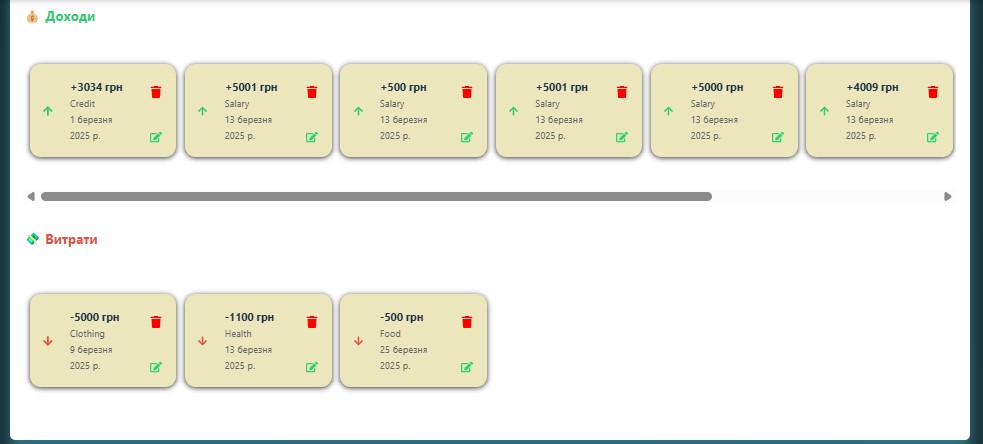 Доходи
+3034 грн
Credit
1 березня
2025 р.
+5001 грн
Salary
13 березня
2025 р.
+500 грн
Salary
13 березня
2025 р.
+5001 грн
Salary
13 березня
2025 р.
+5000 грн
Salary
13 березня
2025 р.
+4009 грн
Salary
13 березня
2025 р.
Витрати
-5000 грн
Clothing
9 березня
2025 р.
-1100 грн
Health
13 березня
2025 р.
-500 грн
Food
25 березня
2025 р.